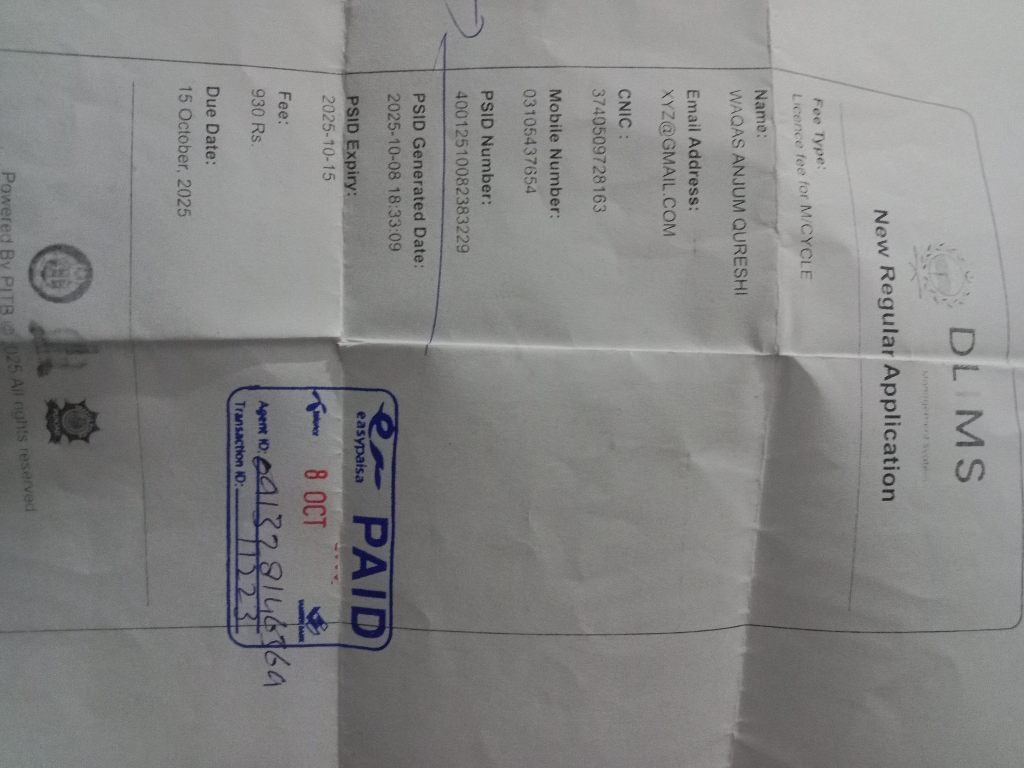 DLIMS
New Regular Application
Fee Type:
Licence fee for M/CYCLE
Name:
WAQAS ANJUM QURESHI
Email Address:
XYZ@GMAIL.COM
CNIC :
3740509728163
Mobile Number:
03105437654
PSID Number:
40012510082383229
PSID Generated Date:
2025-10-08 18:33:09
PSID Expiry:
2025-10-15
Fee:
930 Rs.
Due Date:
15 October, 2025
easypaisa
PAID
8 OCT
Agent ID:
Transaction ID:
Powered By PITB @ 2025 All rights reserved